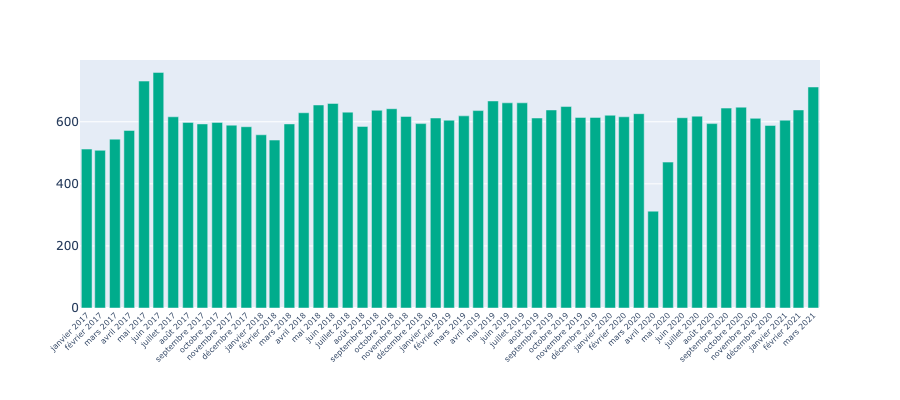 600
400
200
0
janvier 2017
février 2017
mars 2017
avril 2017
mai 2017
juin 2017
juillet 2017
août 2017
septembre 2017
octobre 2017
novembre 2017
décembre 2017
janvier 2018
février 2018
mars 2018
avril 2018
mai 2018
juin 2018
juillet 2018
août 2018
septembre 2018
octobre 2018
novembre 2018
décembre 2018
janvier 2019
février 2019
mars 2019
avril 2019
mai 2019
juin 2019
juillet 2019
août 2019
septembre 2019
octobre 2019
novembre 2019
décembre 2019
janvier 2020
février 2020
mars 2020
avril 2020
mai 2020
juin 2020
juillet 2020
août 2020
septembre 2020
octobre 2020
novembre 2020
décembre 2020
janvier 2021
février 2021
mars 2021